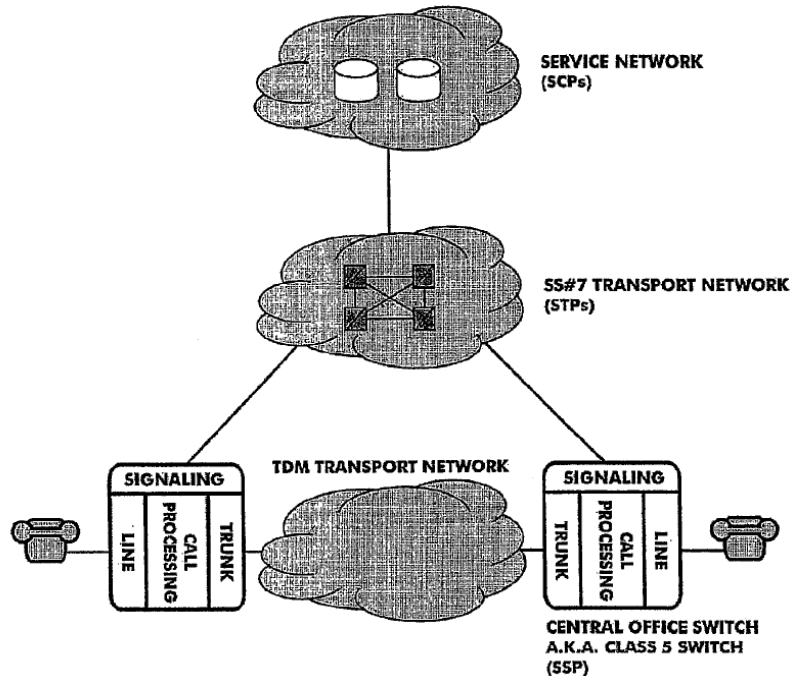 SERVICE NETWORK
(SCPs)
SS#7 TRANSPORT NETWORK
(STPs)
TDM TRANSPORT NETWORK
SIGNALING
LINE
CALL
PROCESSING
TRUNK
SIGNALING
TRUNK
CALL
PROCESSING
LINE
CENTRAL OFFICE SWITCH
A.K.A. CLASS 5 SWITCH
(SSP)